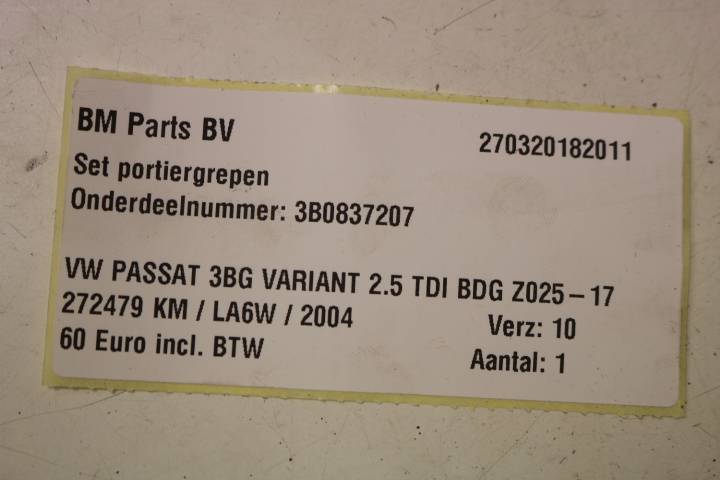 BM Parts BV 270320182011
Set portiergrepen
Onderdeelnummer: 3B0837207
VW PASSAT 3BG VARIANT 2.5 TDI BDG Z025-17
272479 KM / LA6W / 2004 Verz: 10
60 Euro incl. BTW Aantal: 1